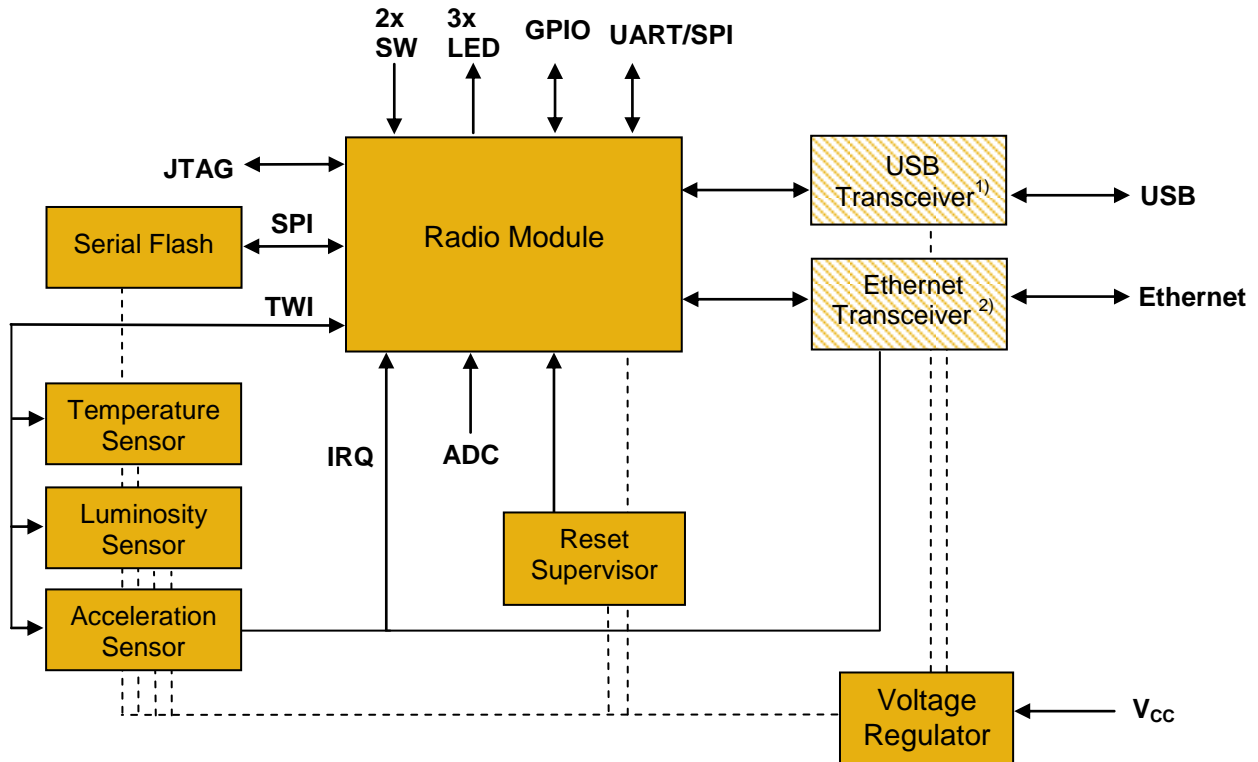 2x
SW
3x
LED
GPIO
UART/SPI
JTAG
SPI
Serial Flash
TWI
Radio Module
USB
Transceiver1)
USB
Ethernet
Transceiver 2)
Ethernet
Temperature
Sensor
Luminosity
Sensor
Acceleration
Sensor
IRQ
ADC
Reset
Supervisor
Voltage
Regulator
VCC